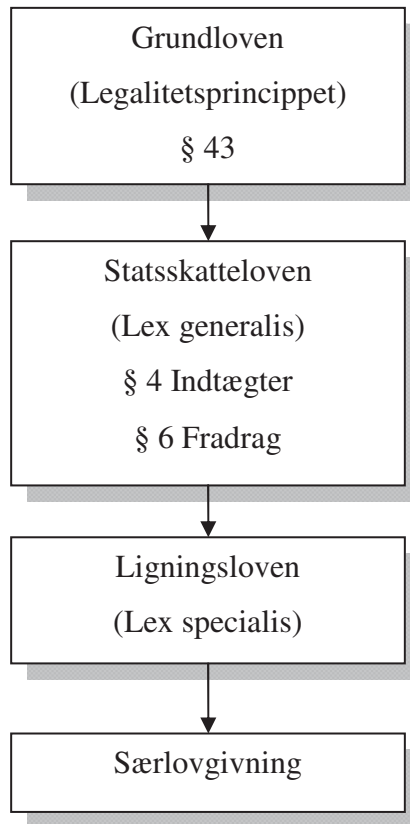 Grundloven
(Legalitetsprincippet)
§ 43
Statsskatteloven
(Lex generalis)
§ 4 Indtægter
§ 6 Fradrag
Ligningsloven
(Lex specialis)
Særlovgivning